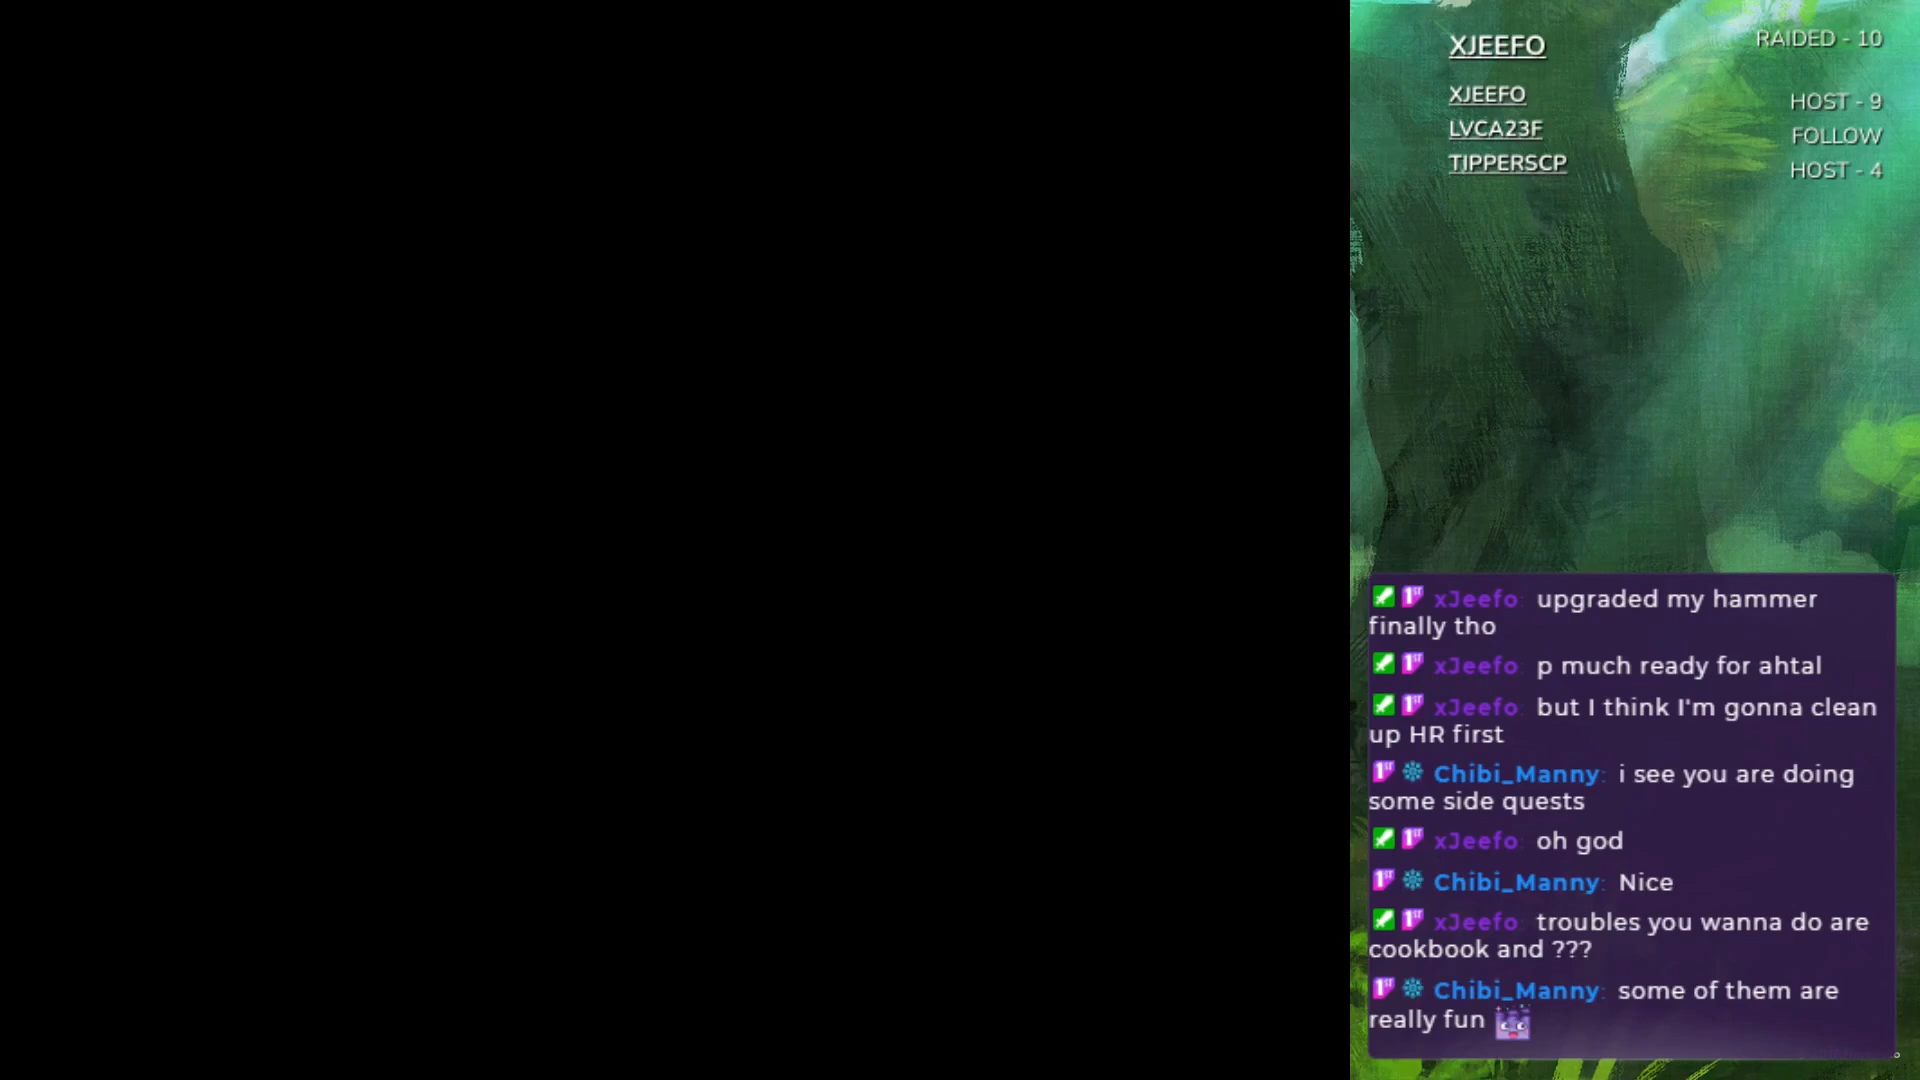 XJEEFO RAIDED - 10
XJEEFO HOST - 9
LVCA23F FOLLOW
TIPPERSCP HOST - 4
xJeefo: upgraded my hammer
finally tho
xJeefo: p much ready for ahtal
xJeefo: but I think I'm gonna clean
up HR first
Chibi_Manny: i see you are doing
some side quests
xJeefo: oh god
Chibi_Manny: Nice
xJeefo: troubles you wanna do are
cookbook and ???
Chibi_Manny: some of them are
really fun